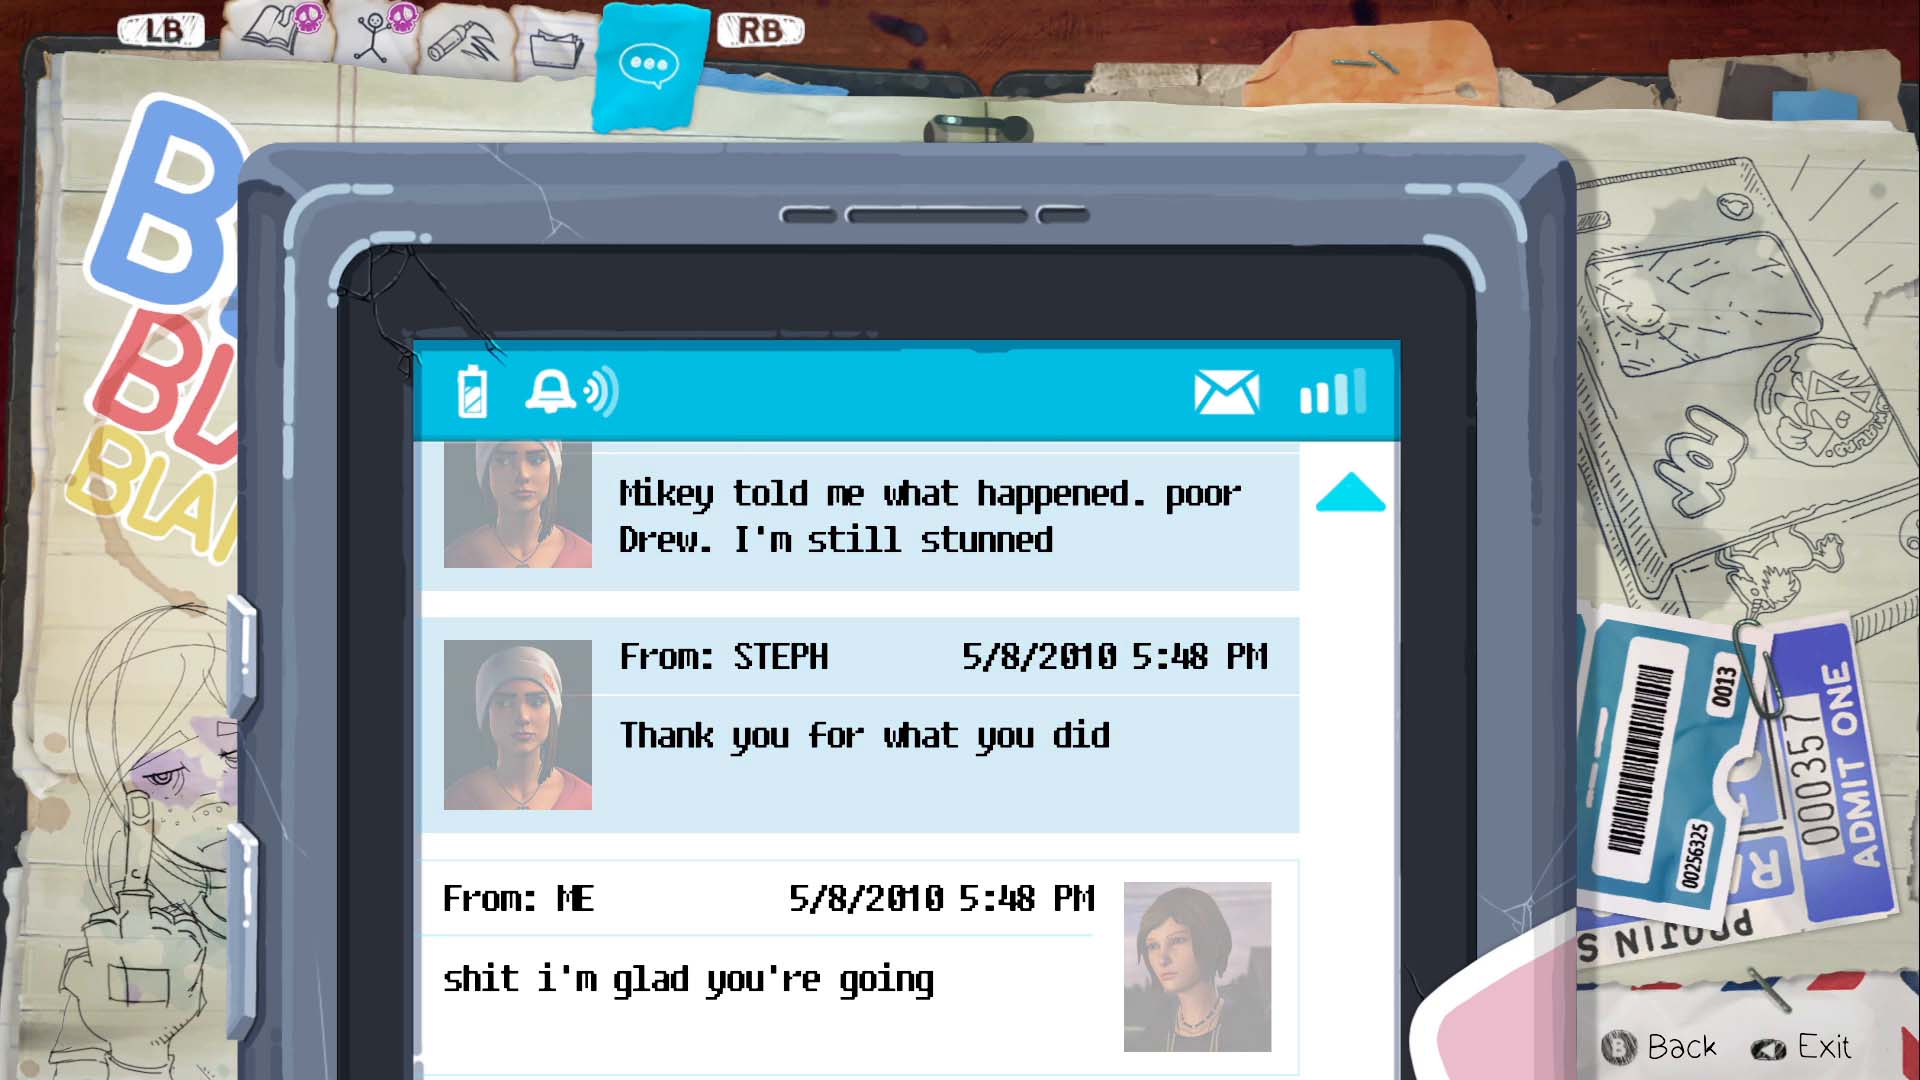 LB
RB
Mikey told me what happened. poor
Drew. I'm still stunned
From: STEPH 5/8/2010 5:48 PM
Thank you for what you did
From: ME 5/8/2010 5:48 PM
shit i'm glad you're going
0013
00256325
000357
ADMIT ONE
B Back
Exit